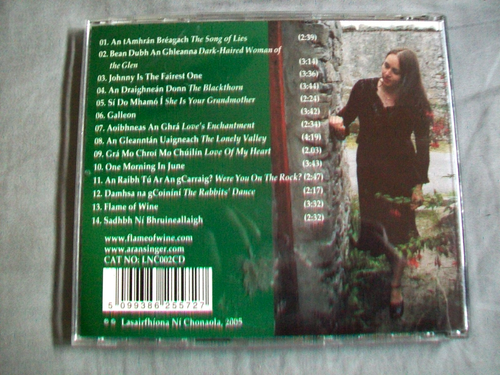 01. An tAmhrán Bréagach The Song of Lies (2:39)
02. Bean Dubh An Ghleanna Dark-Haired Woman of
the Glen (3:14)
03. Johnny Is The Fairest One (3:36)
04. An Draighneán Donn The Blackthorn (3:44)
05. Sí Do Mhamó Í She Is Your Grandmother (2:24)
06. Galleon (3:42)
07. Aoibhneas An Ghrá Love's Enchantment (2:34)
08. An Gleanntán Uaigneach The Lonely Valley (4:19)
09. Grá Mo Chroí Mo Chúilín Love Of My Heart (2.03)
10. One Morning In June (3:43)
11. An Raibh Tú Ar An gCarraig? Were You On The Rock? (2:47)
12. Damhsa na gCoiníní The Rabbits' Dance (2:17)
13. Flame of Wine (3:32)
14. Sadhbh Ní Bhruineallaigh (2:32)
www.flameofwine.com
www.aransinger.com
CAT NO: LNC002CD
5 099386 255727
Lasairfhíona Ní Chonaola, 2005